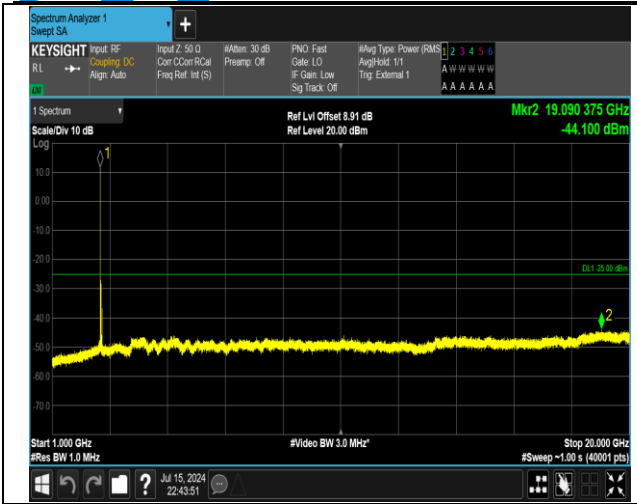 Spectrum Analyzer 1
Swept SA
+
KEYSIGHT
RL
LXI
Input: RF
Coupling: DC
Align: Auto
Input Z: 50 Ω
Corr CCorr RCal
Freq Ref: Int (S)
#Atten: 30 dB
Preamp: Off
PNO: Fast
Gate: LO
IF Gain: Low
Sig Track: Off
#Avg Type: Power (RMS
Avg|Hold: 1/1
Trig: External 1
1 2 3 4 5 6
A W W W W W
A A A A A A
1 Spectrum
Scale/Div 10 dB
Log
Ref Lvl Offset 8.91 dB
Ref Level 20.00 dBm
Mkr2 19.090 375 GHz
-44.100 dBm
1
10.0
0.00
-10.0
-20.0
DL1 -25.00 dBm
-30.0
2
-40.0
-50.0
-60.0
-70.0
Start 1.000 GHz
#Res BW 1.0 MHz
#Video BW 3.0 MHz*
Stop 20.000 GHz
#Sweep ~1.00 s (40001 pts)
?
Jul 15, 2024
22:43:51